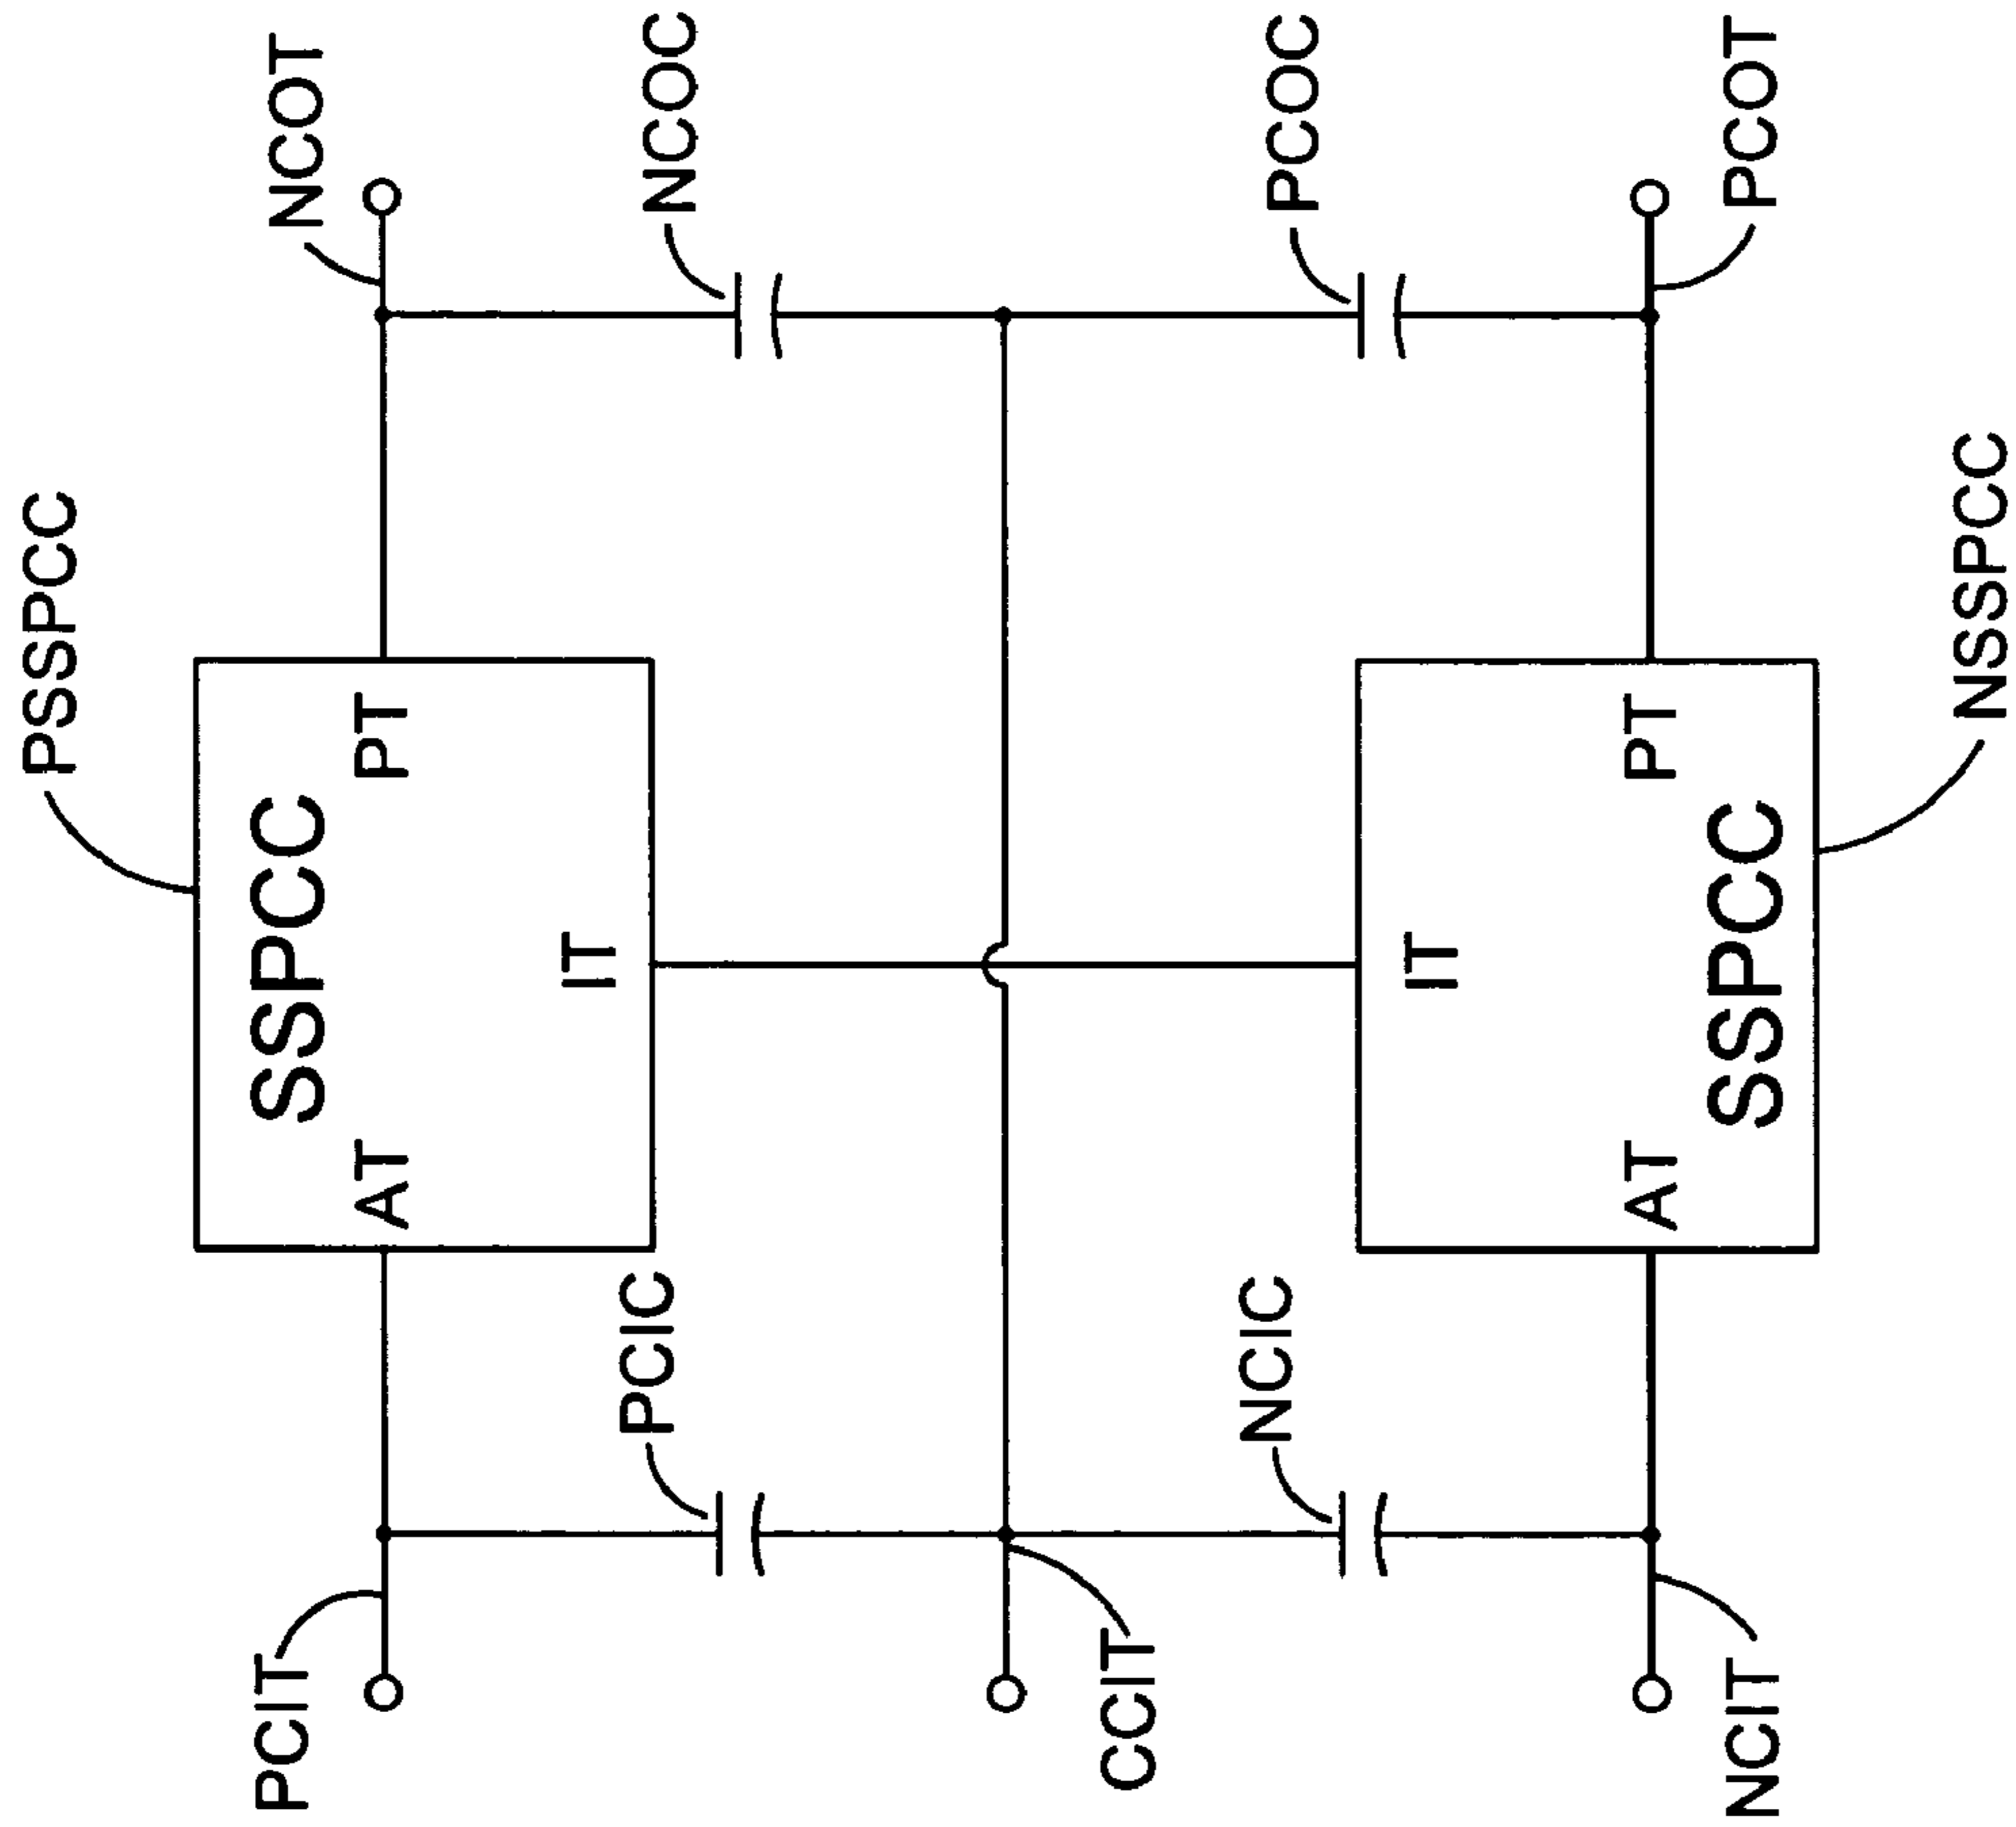 PSSPCC
PCIT
SSPCC
NCOT
AT
PT
IT
PCIC
NCOC
CCIT
NCIC
PCOC
IT
AT
PT
NCIT
SSPCC
PCOT
NSSPCC